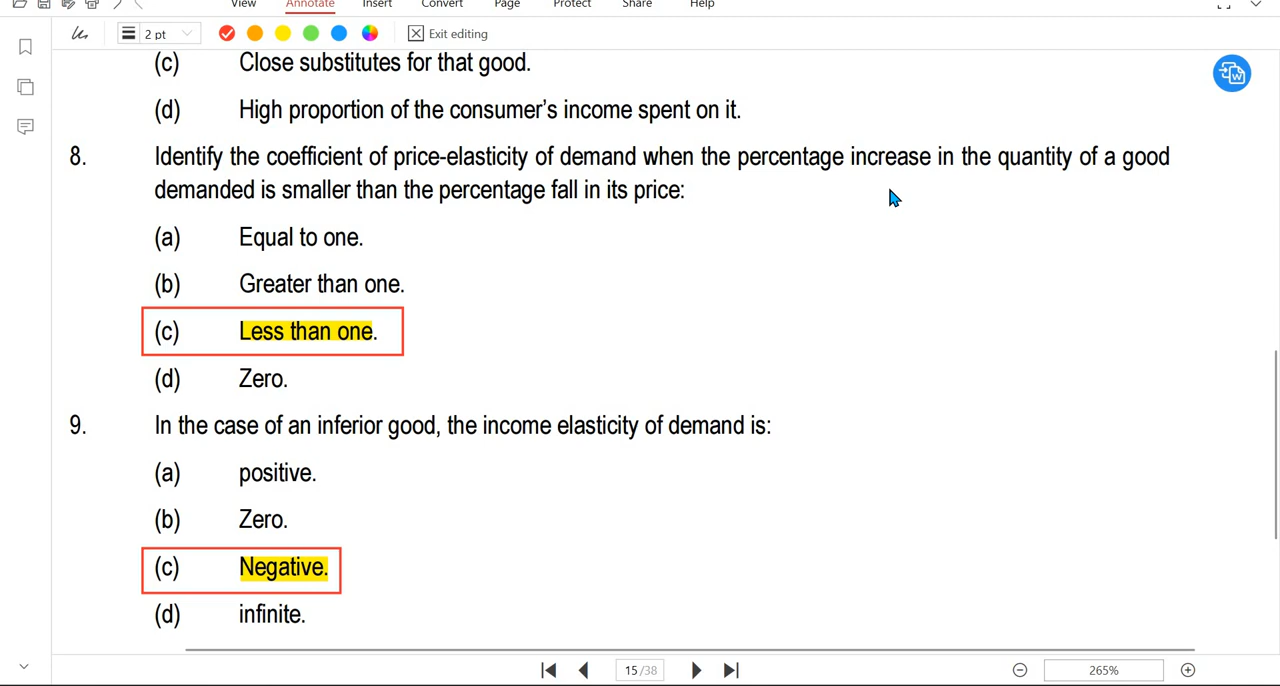 View Annotate Insert Convert Page Protect Share Help
2 pt Exit editing
(c) Close substitutes for that good.
(d) High proportion of the consumer's income spent on it.
8. Identify the coefficient of price-elasticity of demand when the percentage increase in the quantity of a good
demanded is smaller than the percentage fall in its price:
(a) Equal to one.
(b) Greater than one.
(c) Less than one.
(d) Zero.
9. In the case of an inferior good, the income elasticity of demand is:
(a) positive.
(b) Zero.
(c) Negative.
(d) infinite.
15/38 265%